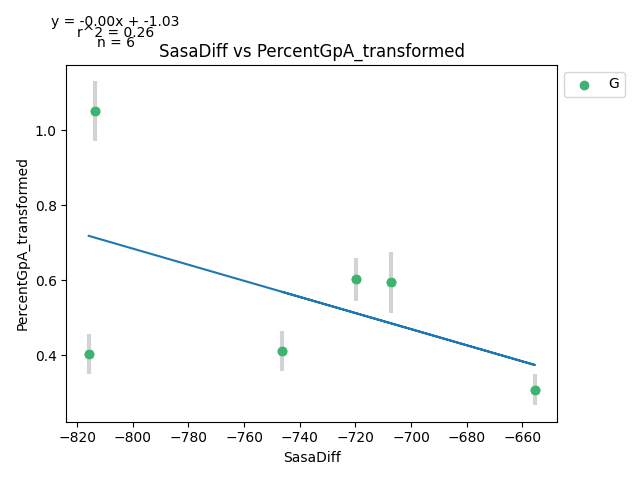 y = -0.00x + -1.03
r^2 = 0.26
n = 6
SasaDiff vs PercentGpA_transformed
G
PercentGpA_transformed
1.0
0.8
0.6
0.4
−820 −800 −780 −760 −740 −720 −700 −680 −660
SasaDiff